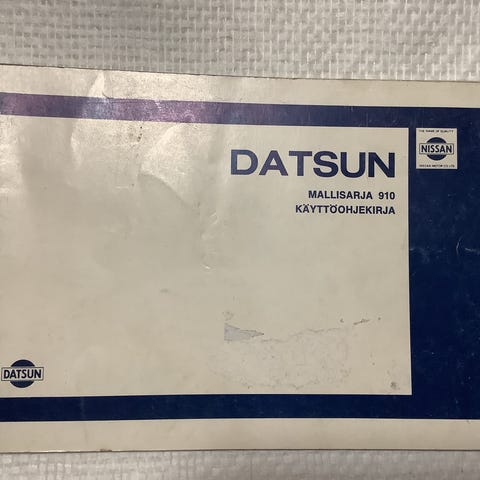 DATSUN
MALLISARJA 910
KÄYTTÖOHJEKIRJA
THE NAME OF QUALITY
NISSAN
NISSAN MOTOR CO.,LTD.
DATSUN